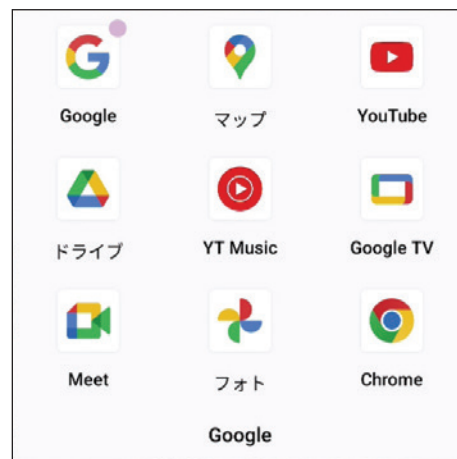 Google マップ YouTube
ドライブ YT Music Google TV
Meet フォト Chrome
Google